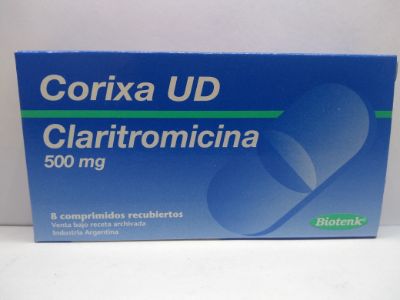 Corixa UD
Claritromicina
500 mg
8 comprimidos recubiertos
Venta bajo receta archivada
Industria Argentina
Biotenk